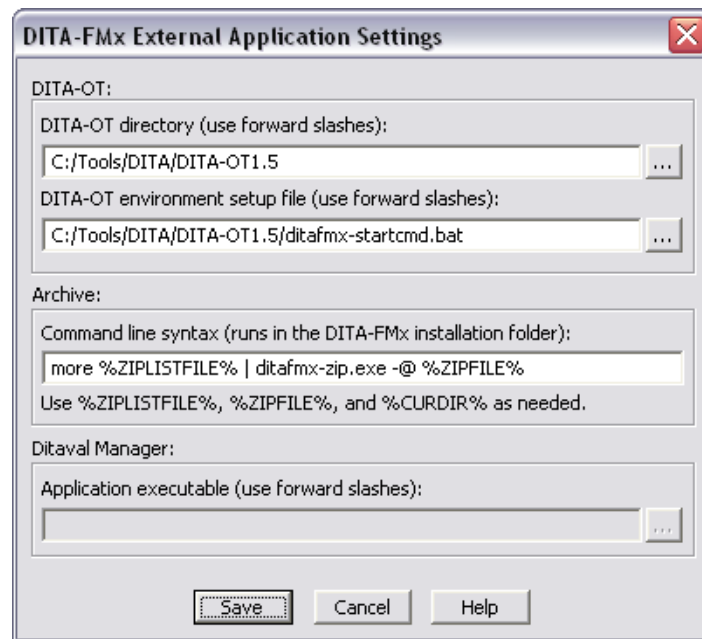 DITA-FMx External Application Settings
DITA-OT:
DITA-OT directory (use forward slashes):
C:/Tools/DITA/DITA-OT1.5
...
DITA-OT environment setup file (use forward slashes):
C:/Tools/DITA/DITA-OT1.5/ditafmx-startcmd.bat
...
Archive:
Command line syntax (runs in the DITA-FMx installation folder):
more %ZIPLISTFILE% | ditafmx-zip.exe -@ %ZIPFILE%
Use %ZIPLISTFILE%, %ZIPFILE%, and %CURDIR% as needed.
Ditaval Manager:
Application executable (use forward slashes):
...
Save Cancel Help